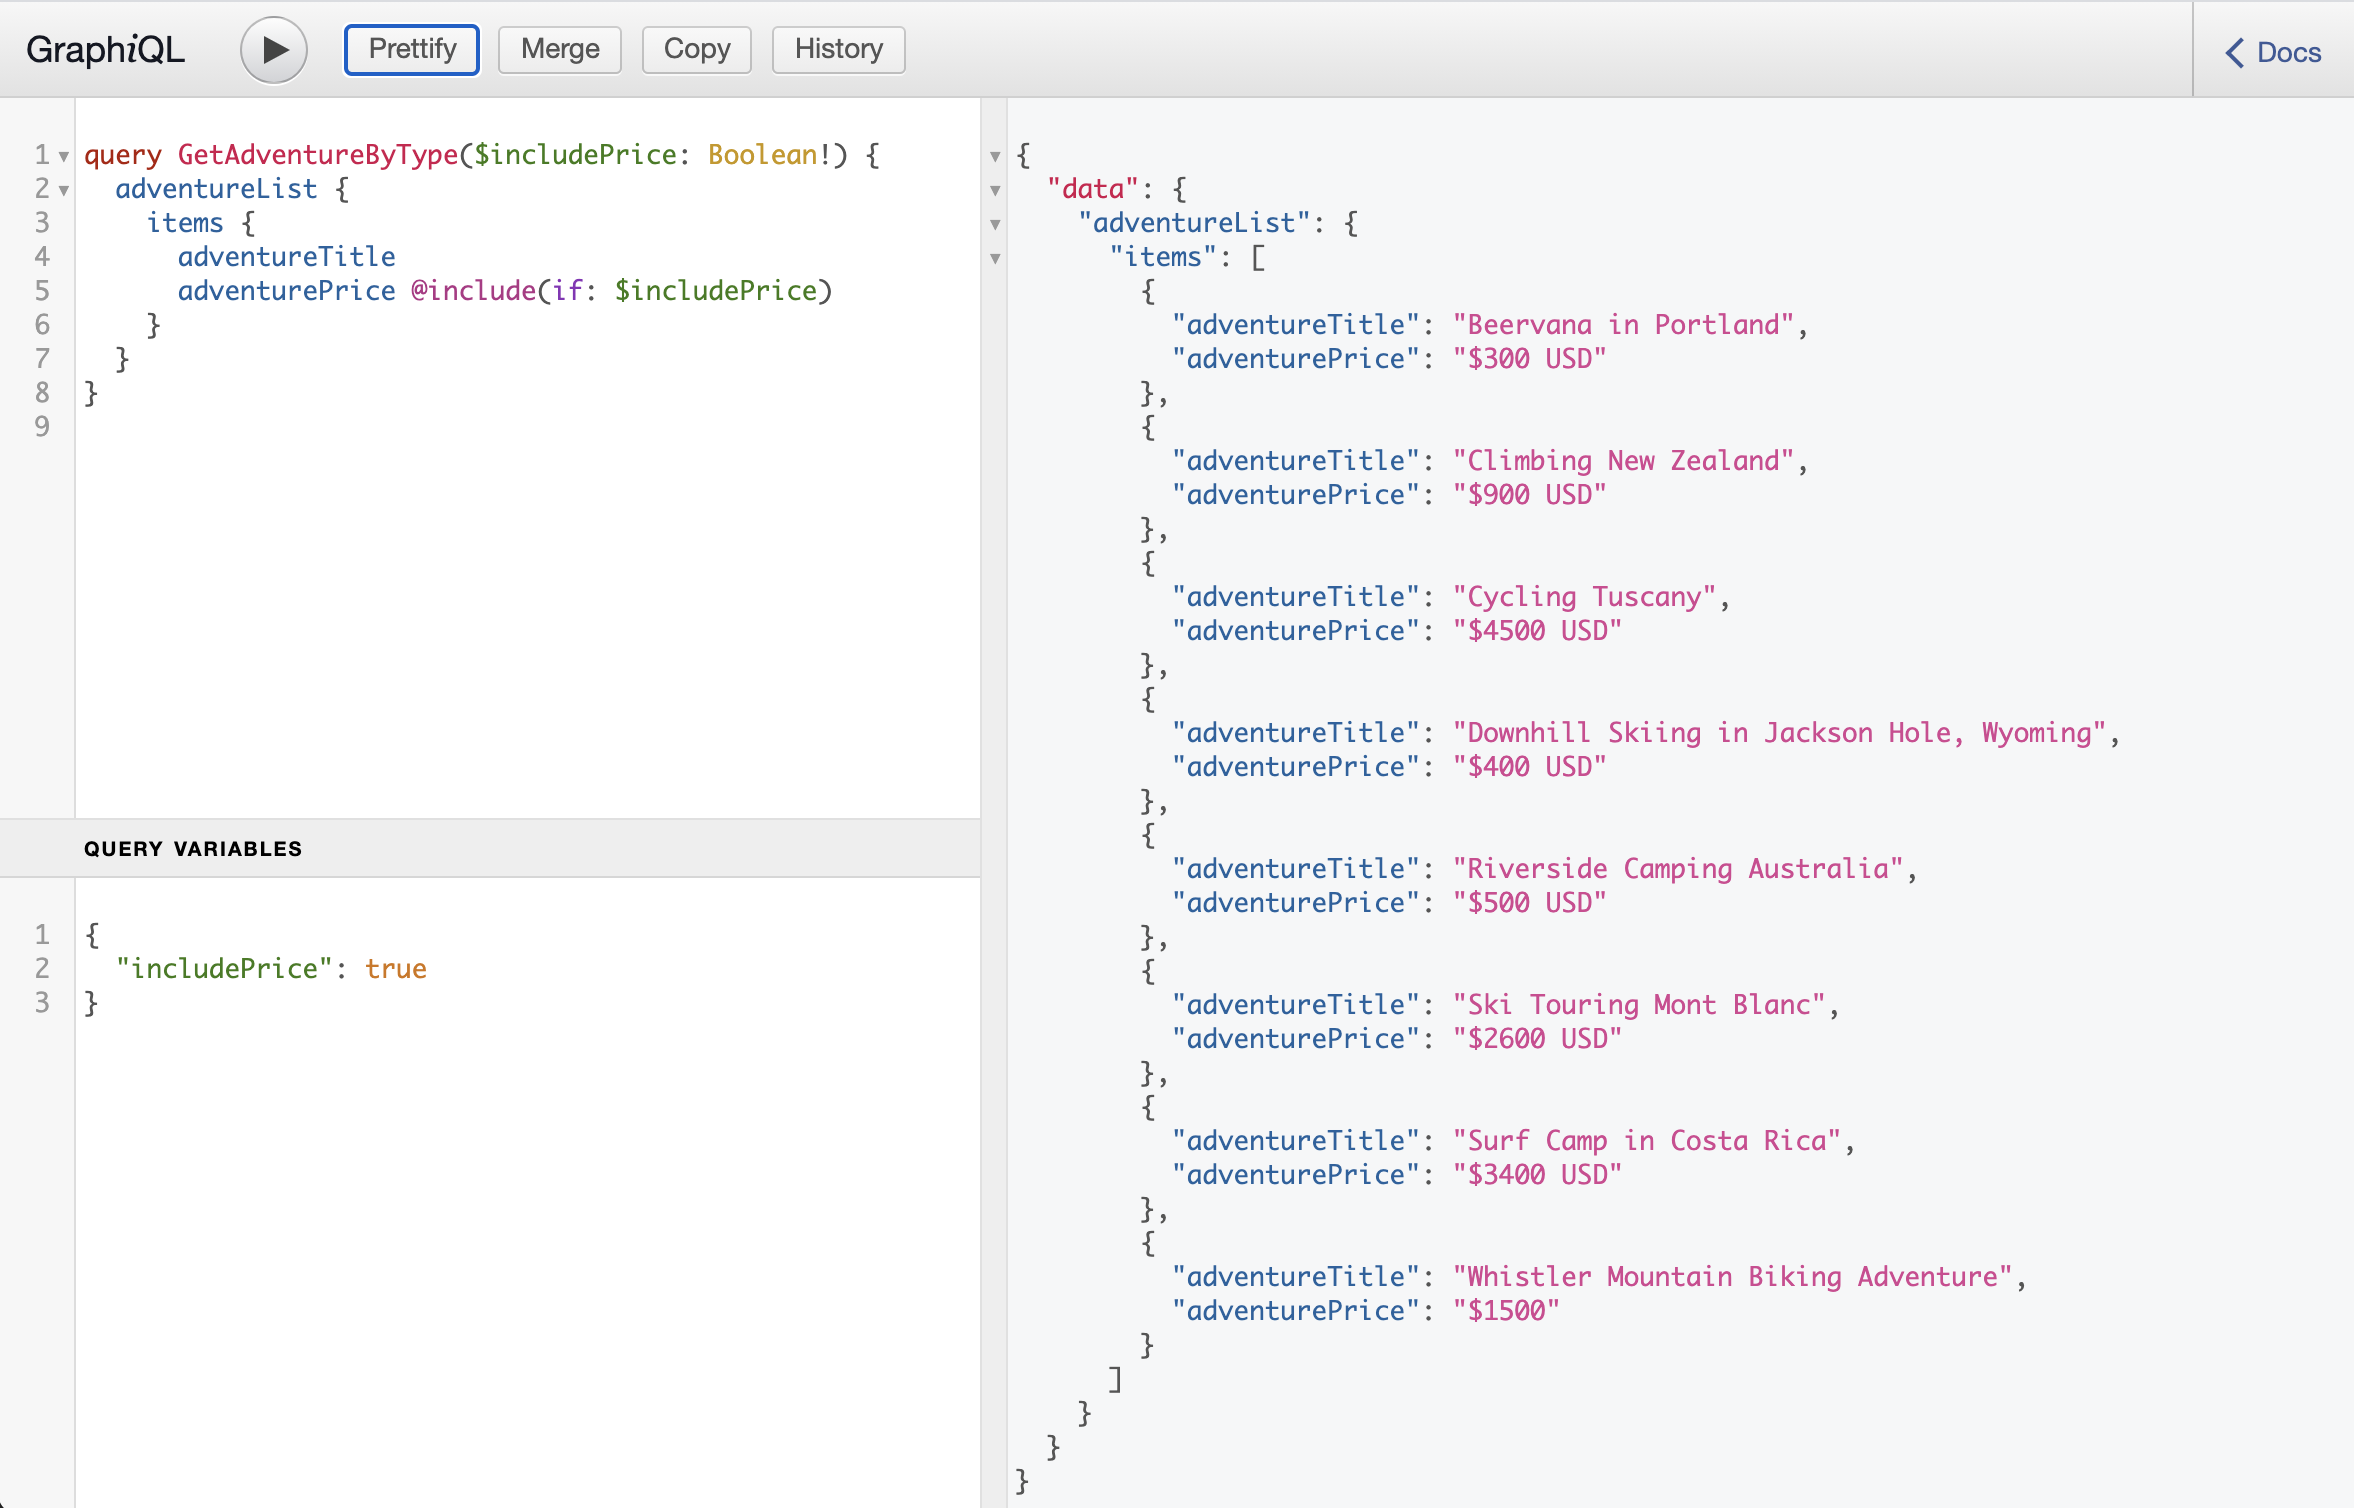 GraphiQL
Prettify
Merge
Copy
History
Docs
1 query GetAdventureByType($includePrice: Boolean!) {
2   adventureList {
3     items {
4       adventureTitle
5       adventurePrice @include(if: $includePrice)
6     }
7   }
8 }
9
QUERY VARIABLES
1 {
2   "includePrice": true
3 }
{
  "data": {
    "adventureList": {
      "items": [
        {
          "adventureTitle": "Beervana in Portland",
          "adventurePrice": "$300 USD"
        },
        {
          "adventureTitle": "Climbing New Zealand",
          "adventurePrice": "$900 USD"
        },
        {
          "adventureTitle": "Cycling Tuscany",
          "adventurePrice": "$4500 USD"
        },
        {
          "adventureTitle": "Downhill Skiing in Jackson Hole, Wyoming",
          "adventurePrice": "$400 USD"
        },
        {
          "adventureTitle": "Riverside Camping Australia",
          "adventurePrice": "$500 USD"
        },
        {
          "adventureTitle": "Ski Touring Mont Blanc",
          "adventurePrice": "$2600 USD"
        },
        {
          "adventureTitle": "Surf Camp in Costa Rica",
          "adventurePrice": "$3400 USD"
        },
        {
          "adventureTitle": "Whistler Mountain Biking Adventure",
          "adventurePrice": "$1500"
        }
      ]
    }
  }
}